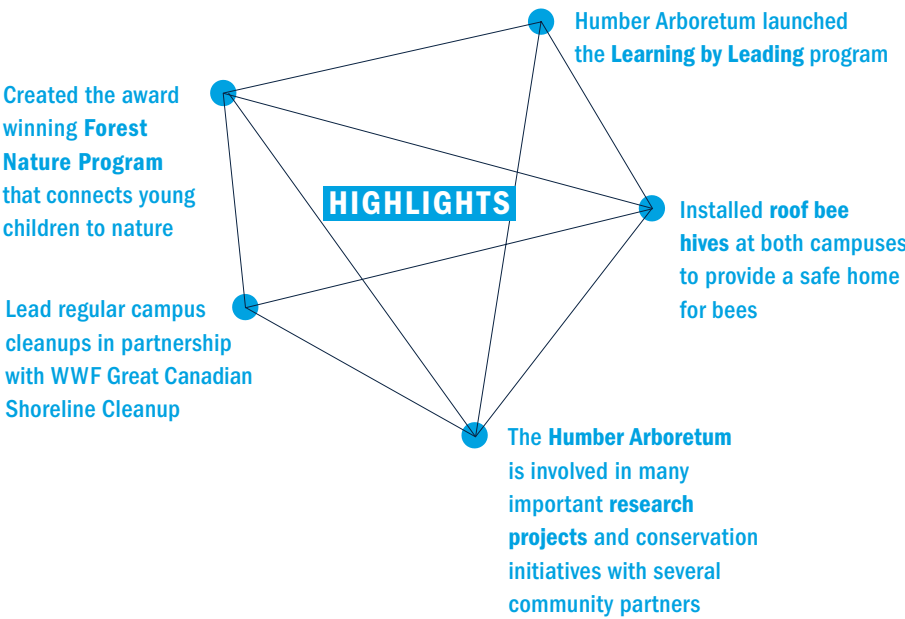 Humber Arboretum launched
the Learning by Leading program
Created the award
winning Forest
Nature Program
that connects young
children to nature
HIGHLIGHTS
Installed roof bee
hives at both campuses
to provide a safe home
for bees
Lead regular campus
cleanups in partnership
with WWF Great Canadian
Shoreline Cleanup
The Humber Arboretum
is involved in many
important research
projects and conservation
initiatives with several
community partners